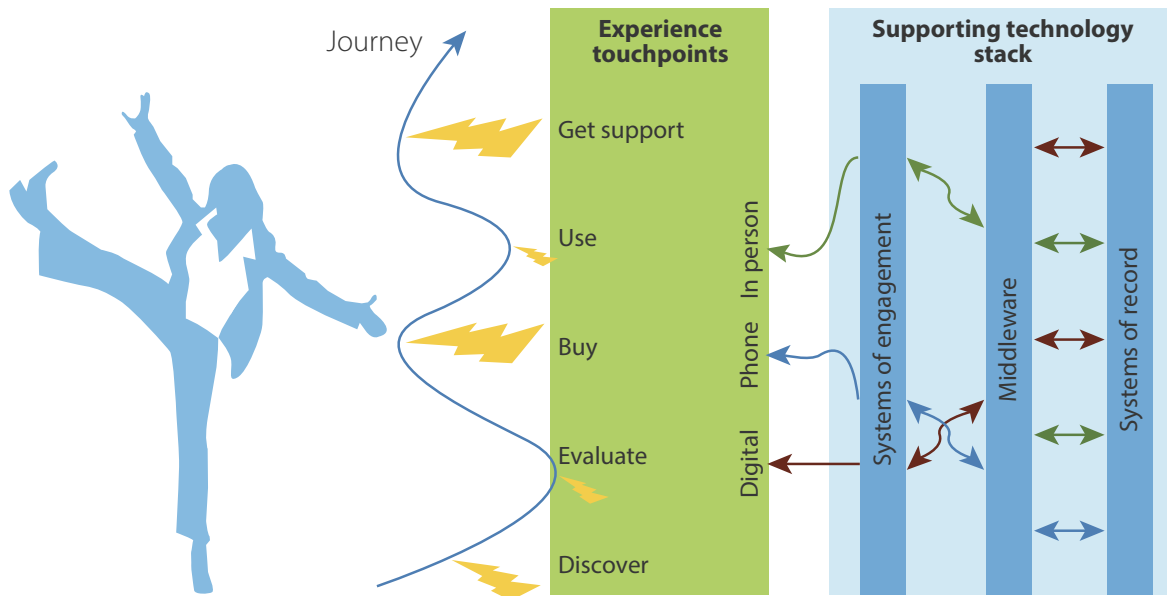 Journey
Experience
touchpoints
Get support
Use
Buy
Evaluate
Discover
In person
Phone
Digital
Supporting technology
stack
Systems of engagement
Middleware
Systems of record